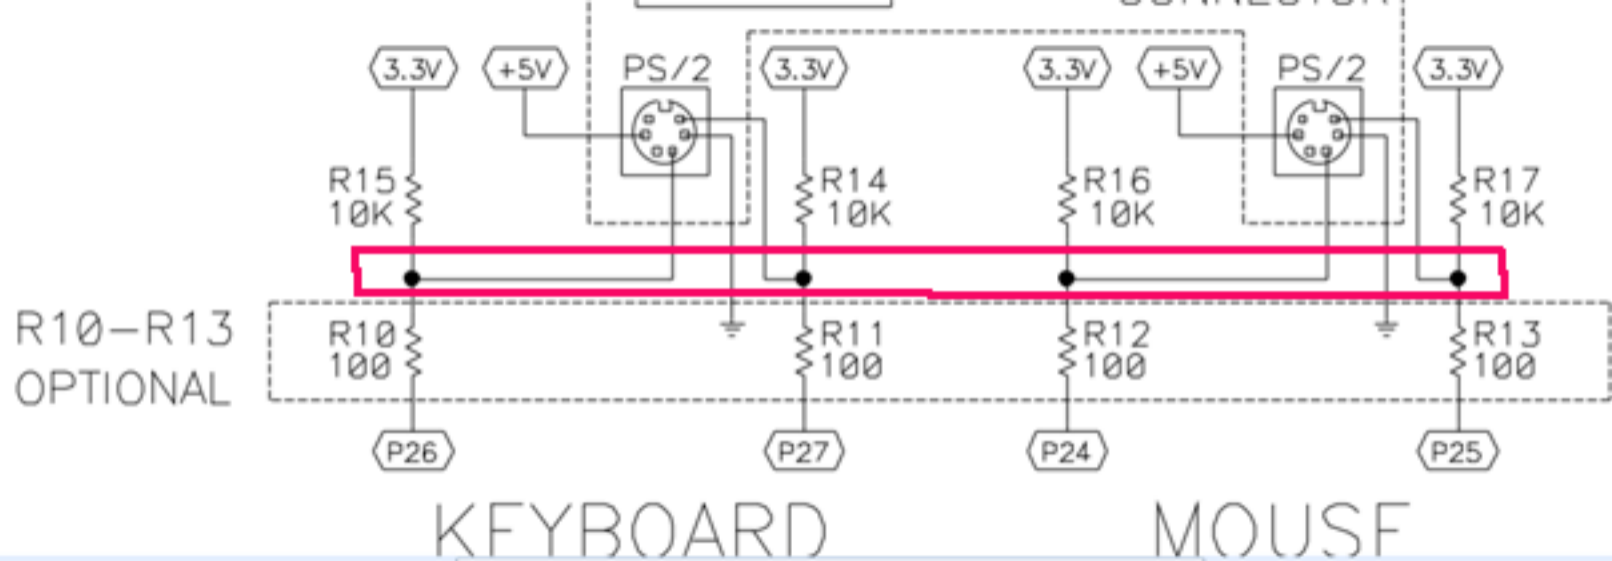 3.3V +5V PS/2 3.3V 3.3V +5V PS/2 3.3V
R15 R14 R16 R17
10K 10K 10K 10K
R10-R13
OPTIONAL
R10 R11 R12 R13
100 100 100 100
P26 P27 P24 P25
KEYBOARD MOUSE